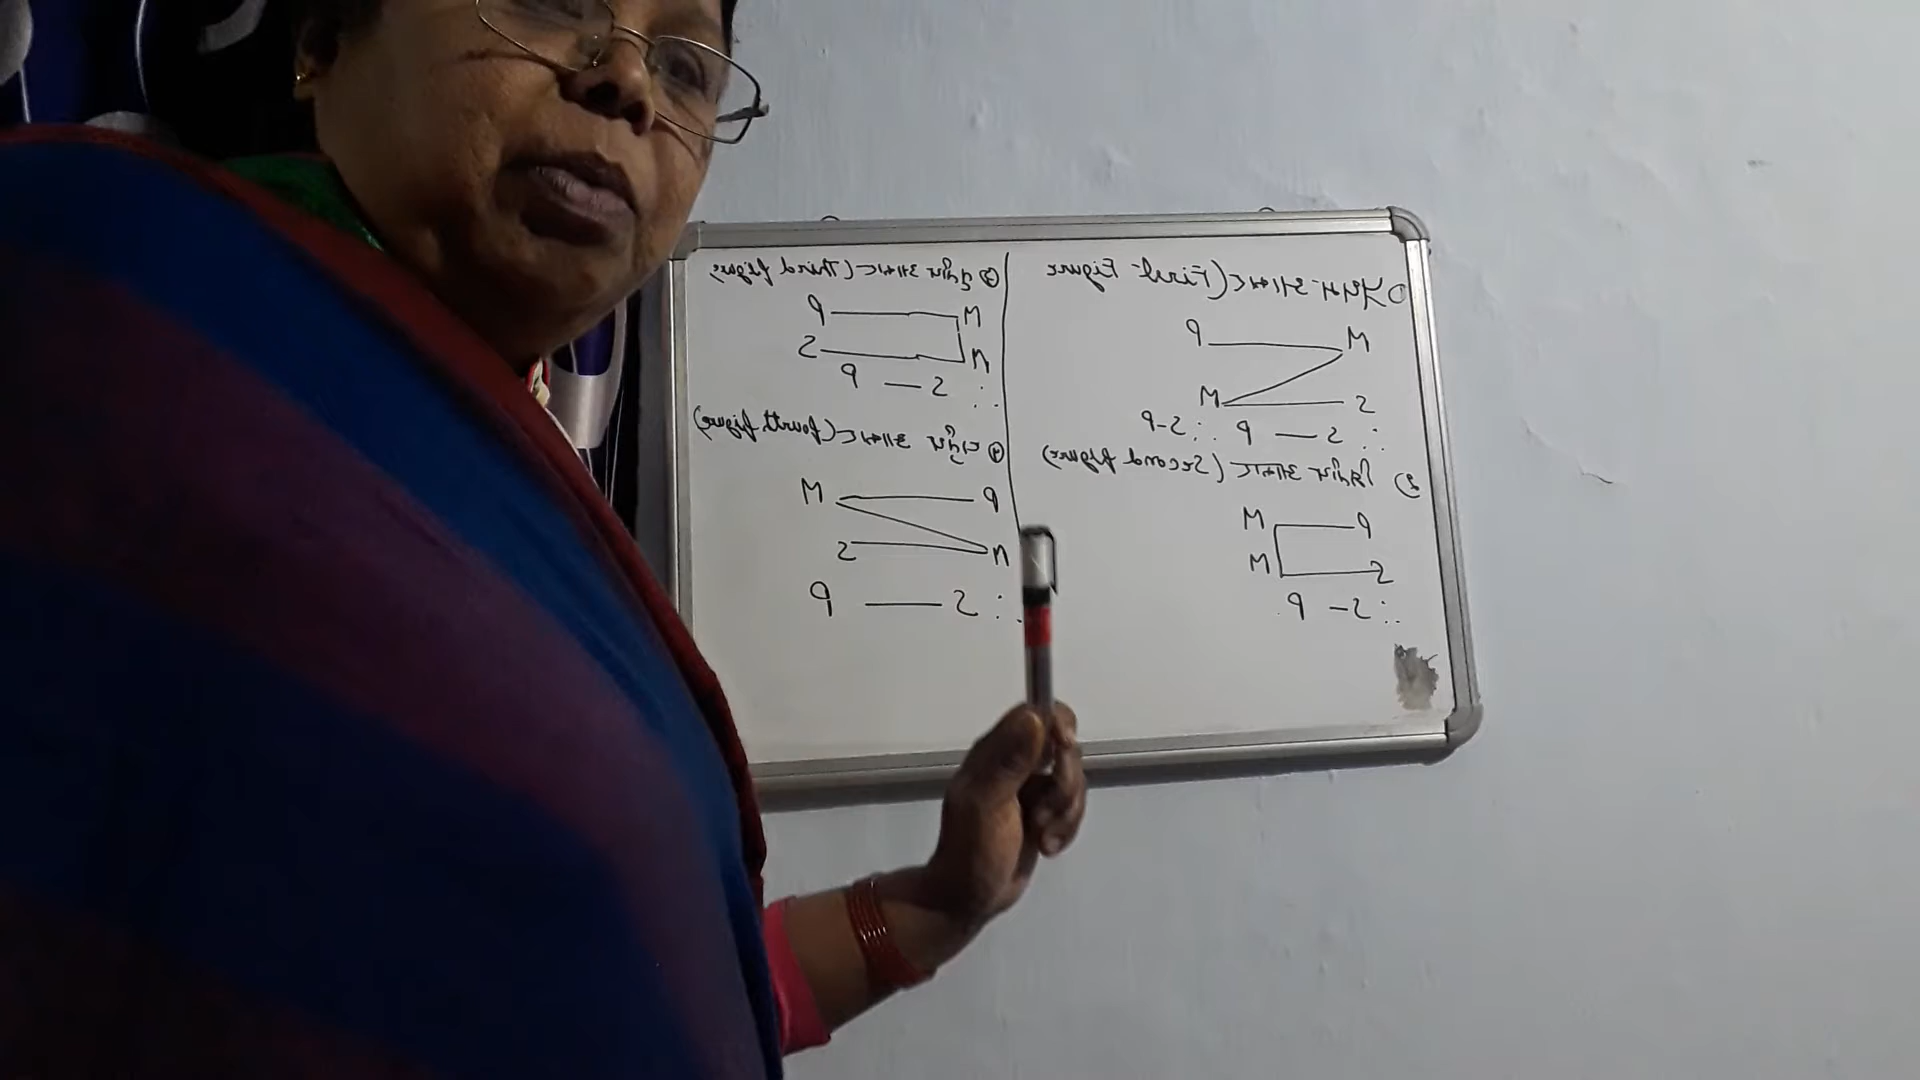 1) प्रथम आकार (First Figure
M P
S M
∴ S — P ∴ S-P
2) द्वितीय आकार (Second figure)
P M
S M
∴ S — P
③ तृतीय आकार (Third figure)
M P
M S
∴ S — P
④ चतुर्थ आकार (fourth figure)
P M
M S
∴ S — P